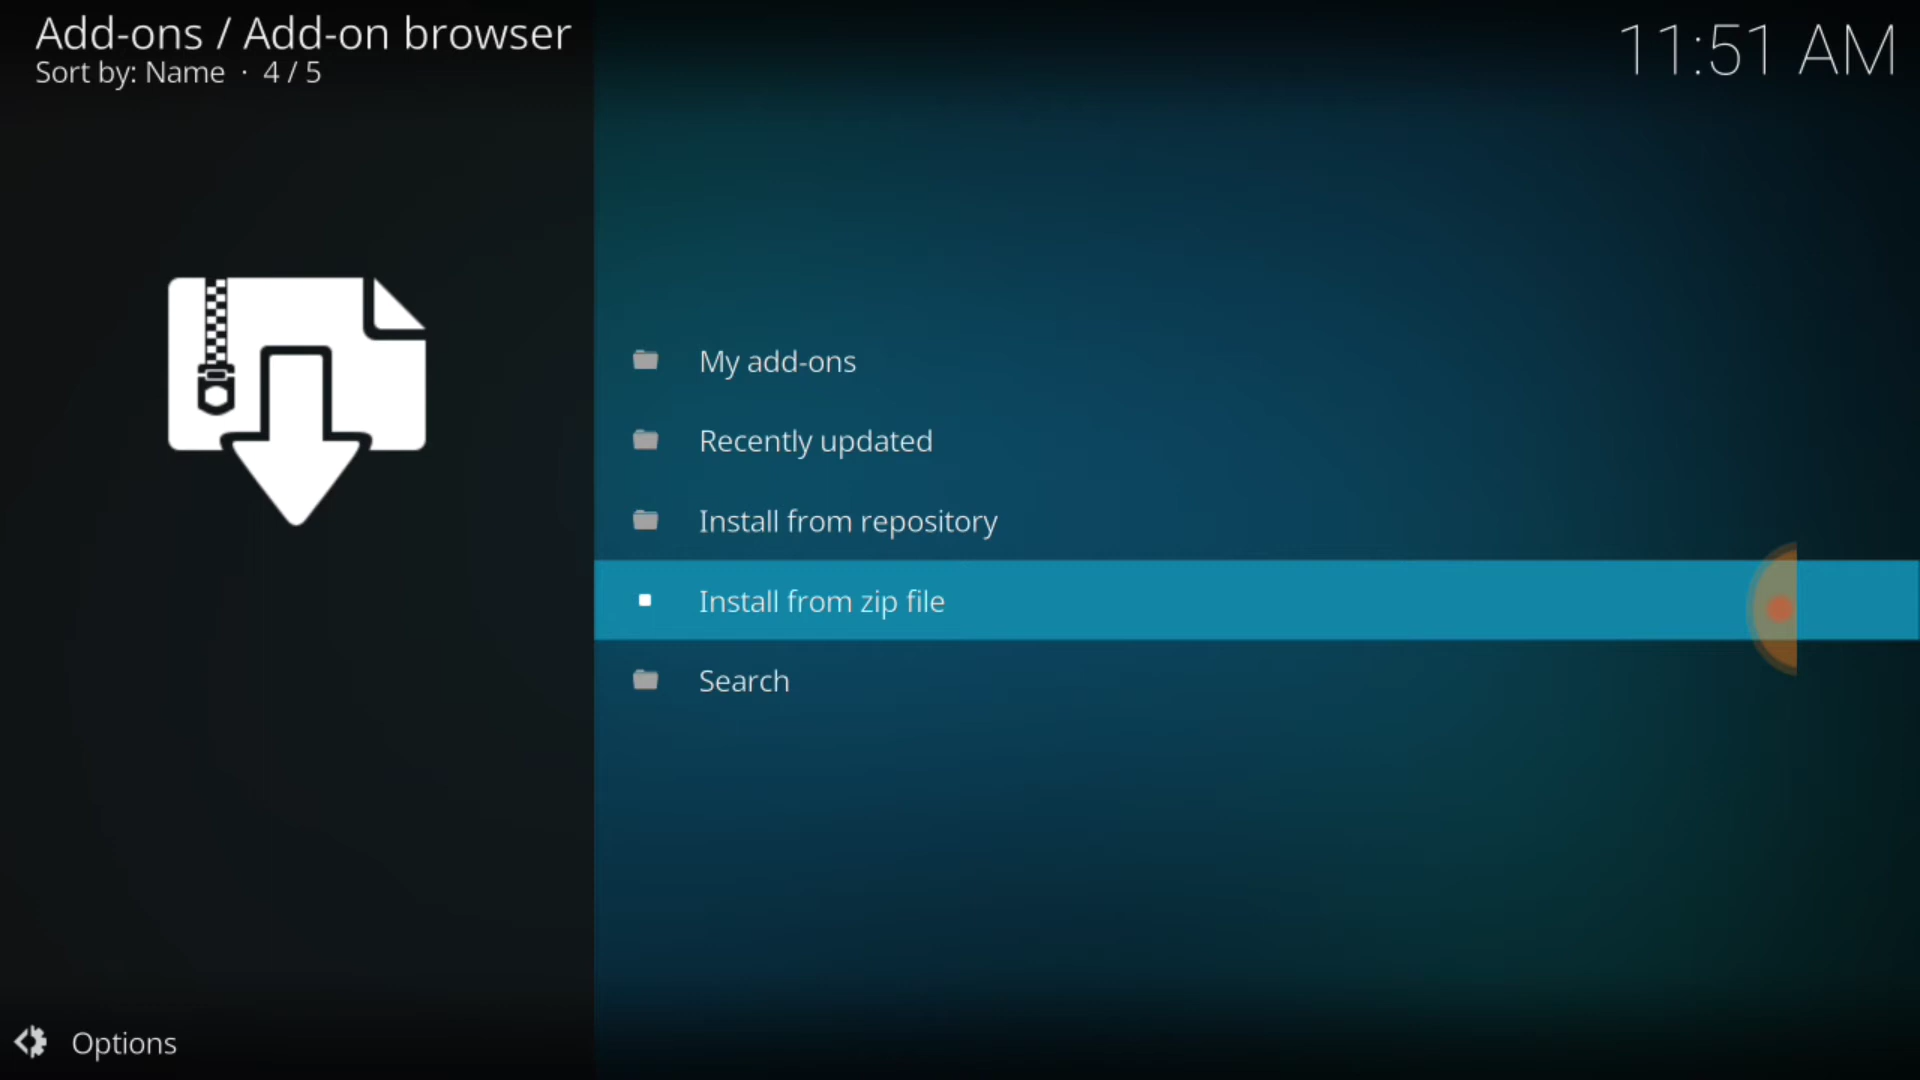 Add-ons / Add-on browser
Sort by: Name · 4 / 5
11:51 AM
My add-ons
Recently updated
Install from repository
Install from zip file
Search
Options